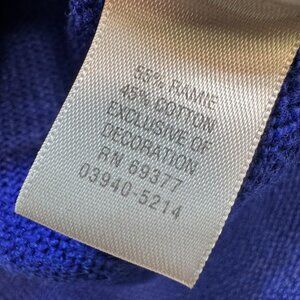 55% RAMIE
45% COTTON
EXCLUSIVE OF
DECORATION
RN 69377
03940-5214